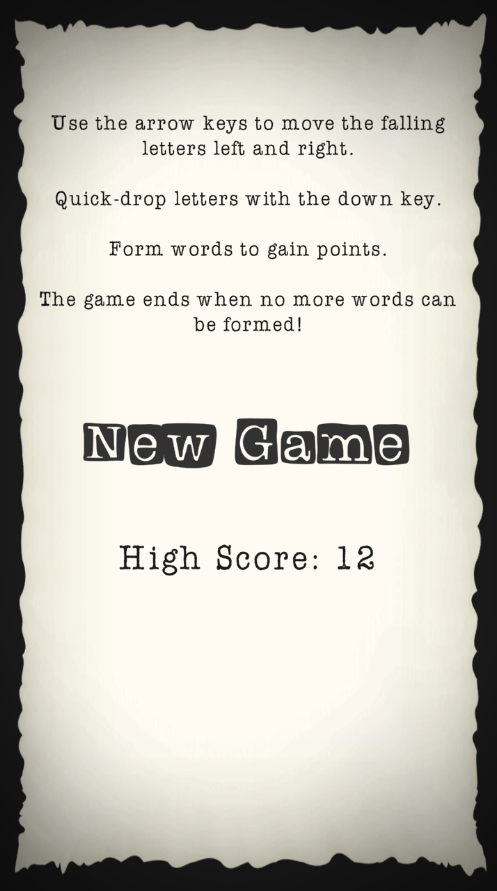 Use the arrow keys to move the falling
letters left and right.
Quick-drop letters with the down key.
Form words to gain points.
The game ends when no more words can
be formed!
New Game
High Score: 12